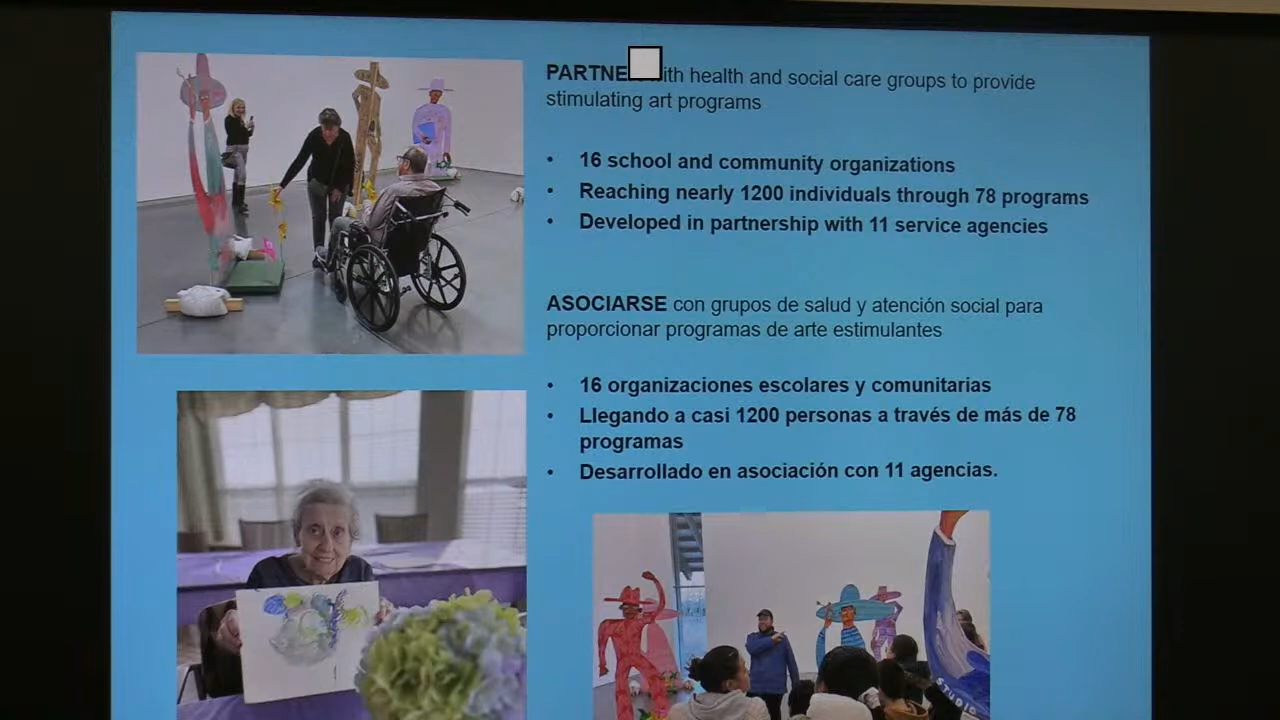 PARTNE ith health and social care groups to provide
stimulating art programs
• 16 school and community organizations
• Reaching nearly 1200 individuals through 78 programs
• Developed in partnership with 11 service agencies
ASOCIARSE con grupos de salud y atención social para
proporcionar programas de arte estimulantes
• 16 organizaciones escolares y comunitarias
• Llegando a casi 1200 personas a través de más de 78
programas
• Desarrollado en asociación con 11 agencias.
STUDIO